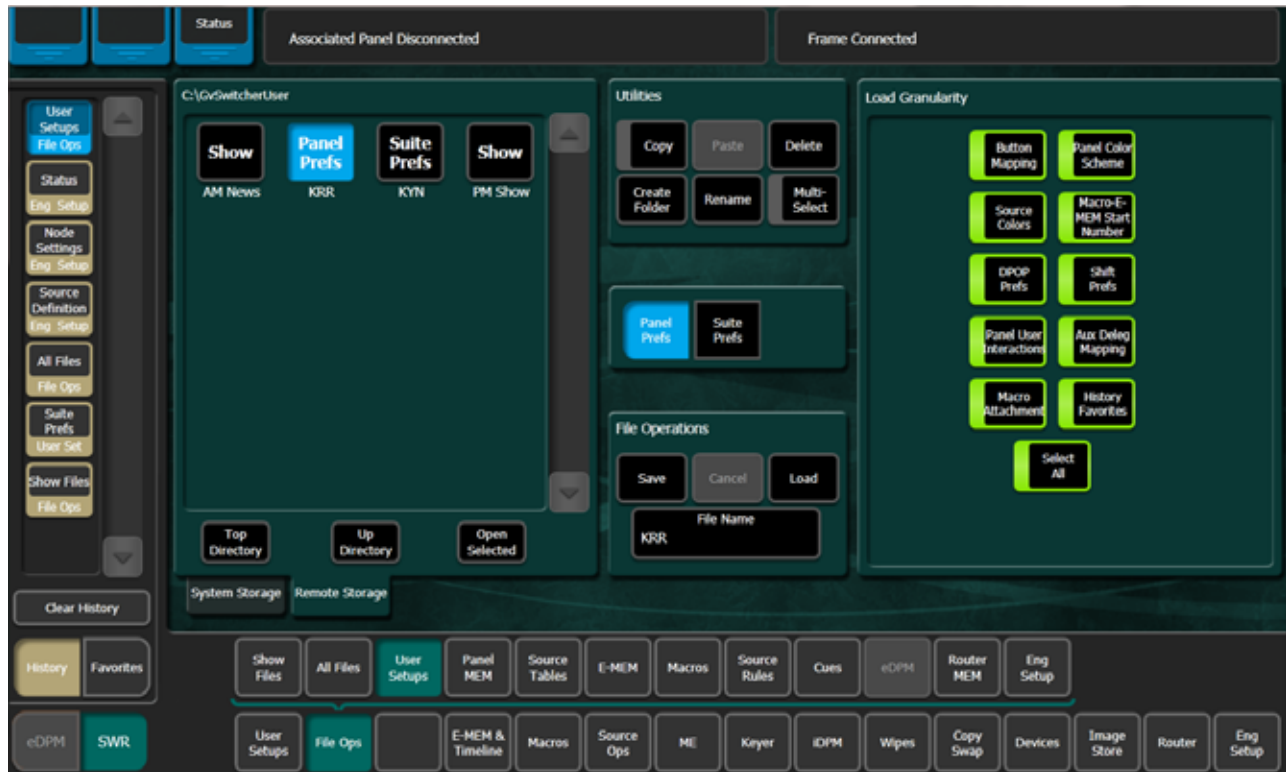 Status
Associated Panel Disconnected
Frame Connected
User
Setups
File Ops
Status
Eng Setup
Node
Settings
Eng Setup
Source
Definition
Eng Setup
All Files
File Ops
Suite
Prefs
User Set
Show Files
File Ops
Clear History
History
Favorites
eDPM
SWR
C:\GvSwitcherUser
Show
AM News
Panel
Prefs
KRR
Suite
Prefs
KYN
Show
PM Show
Top
Directory
Up
Directory
Open
Selected
System Storage
Remote Storage
Utilities
Copy
Paste
Delete
Create
Folder
Rename
Multi-
Select
Panel
Prefs
Suite
Prefs
File Operations
Save
Cancel
Load
File Name
KRR
Load Granularity
Button
Mapping
Panel Color
Scheme
Source
Colors
Macro-E-
MEM Start
Number
DPOP
Prefs
Shift
Prefs
Panel User
Interactions
Aux Deleg
Mapping
Macro
Attachment
History
Favorites
Select
All
Show
Files
All Files
User
Setups
Panel
MEM
Source
Tables
E-MEM
Macros
Source
Rules
Cues
eDPM
Router
MEM
Eng
Setup
User
Setups
File Ops
E-MEM &
Timeline
Macros
Source
Ops
ME
Keyer
iDPM
Wipes
Copy
Swap
Devices
Image
Store
Router
Eng
Setup